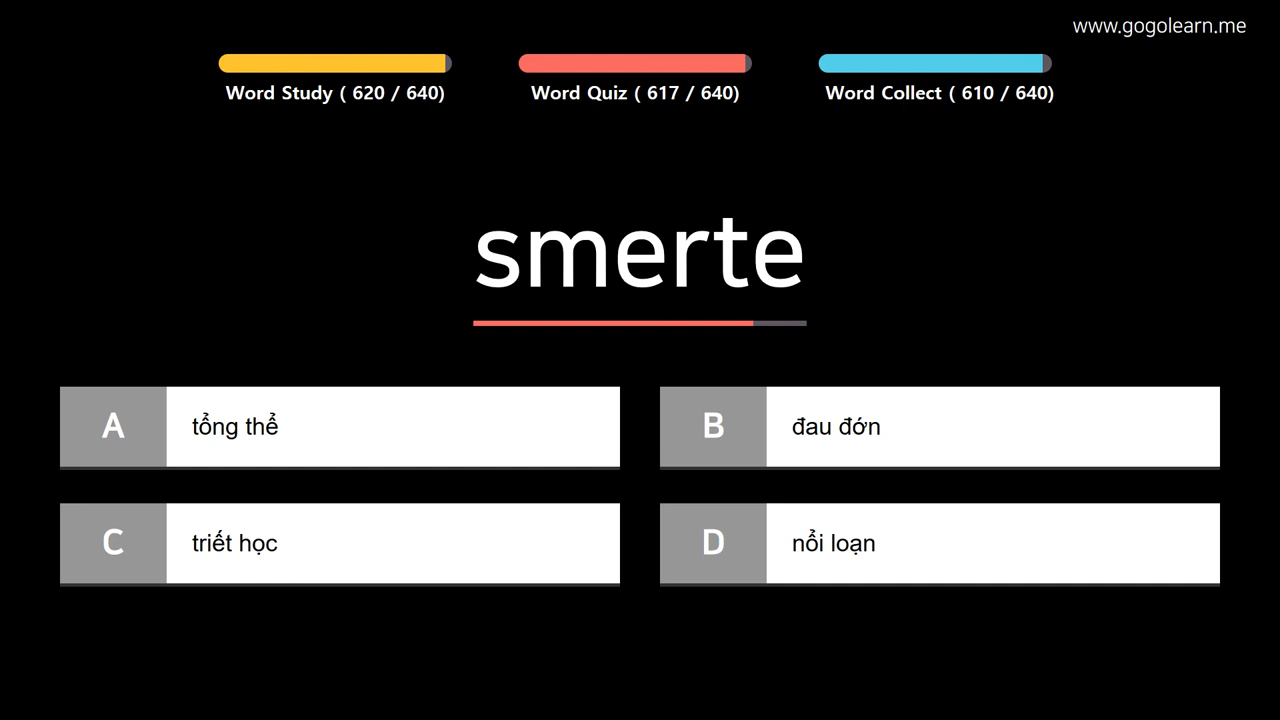 www.gogolearn.me
Word Study ( 620 / 640)
Word Quiz ( 617 / 640)
Word Collect ( 610 / 640)
smerte
A tổng thể
B đau đớn
C triết học
D nổi loạn